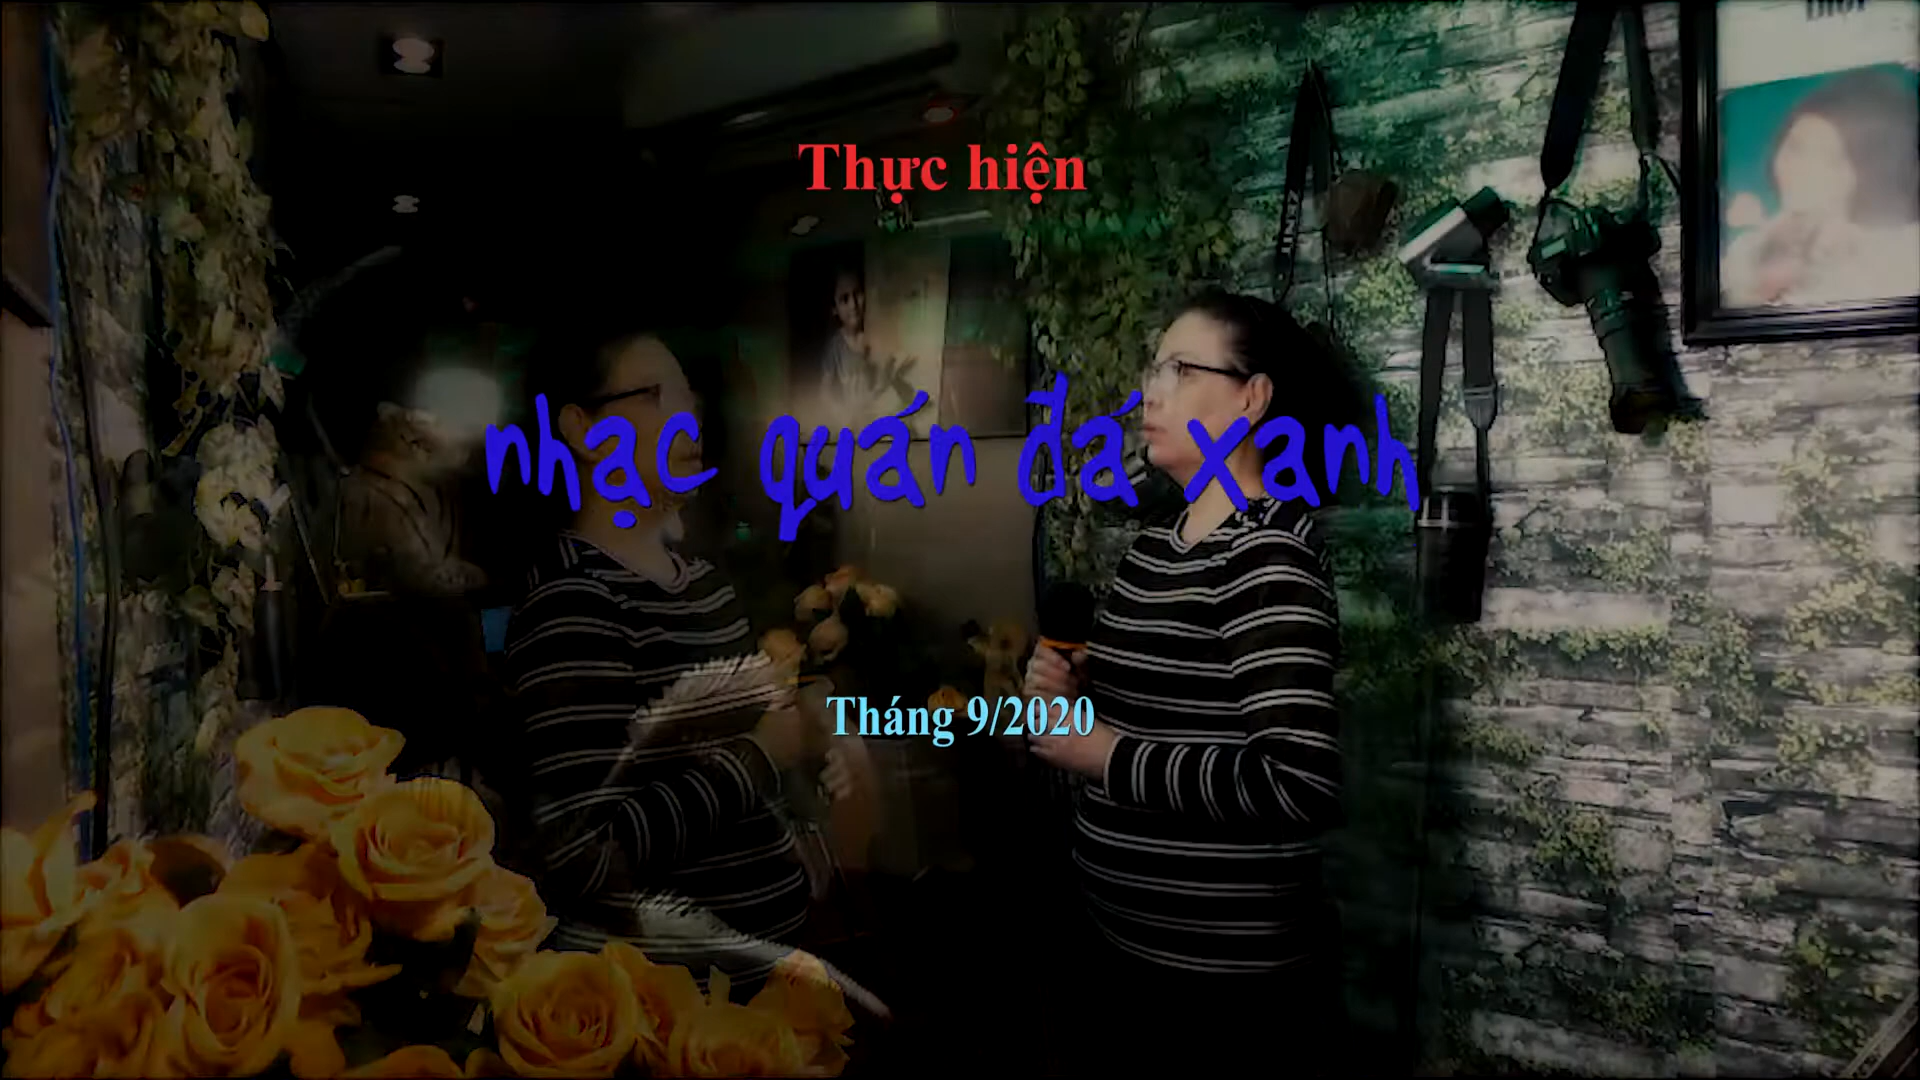 Thực hiện
nhạc quán đá xanh
Tháng 9/2020